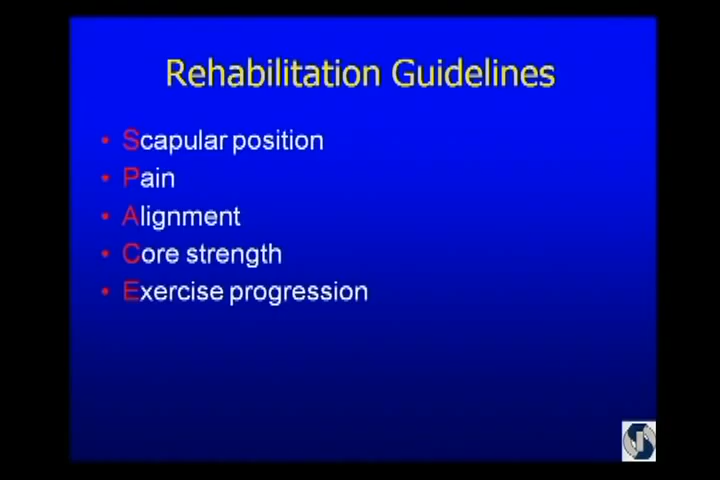 Rehabilitation Guidelines
• Scapular position
• Pain
• Alignment
• Core strength
• Exercise progression